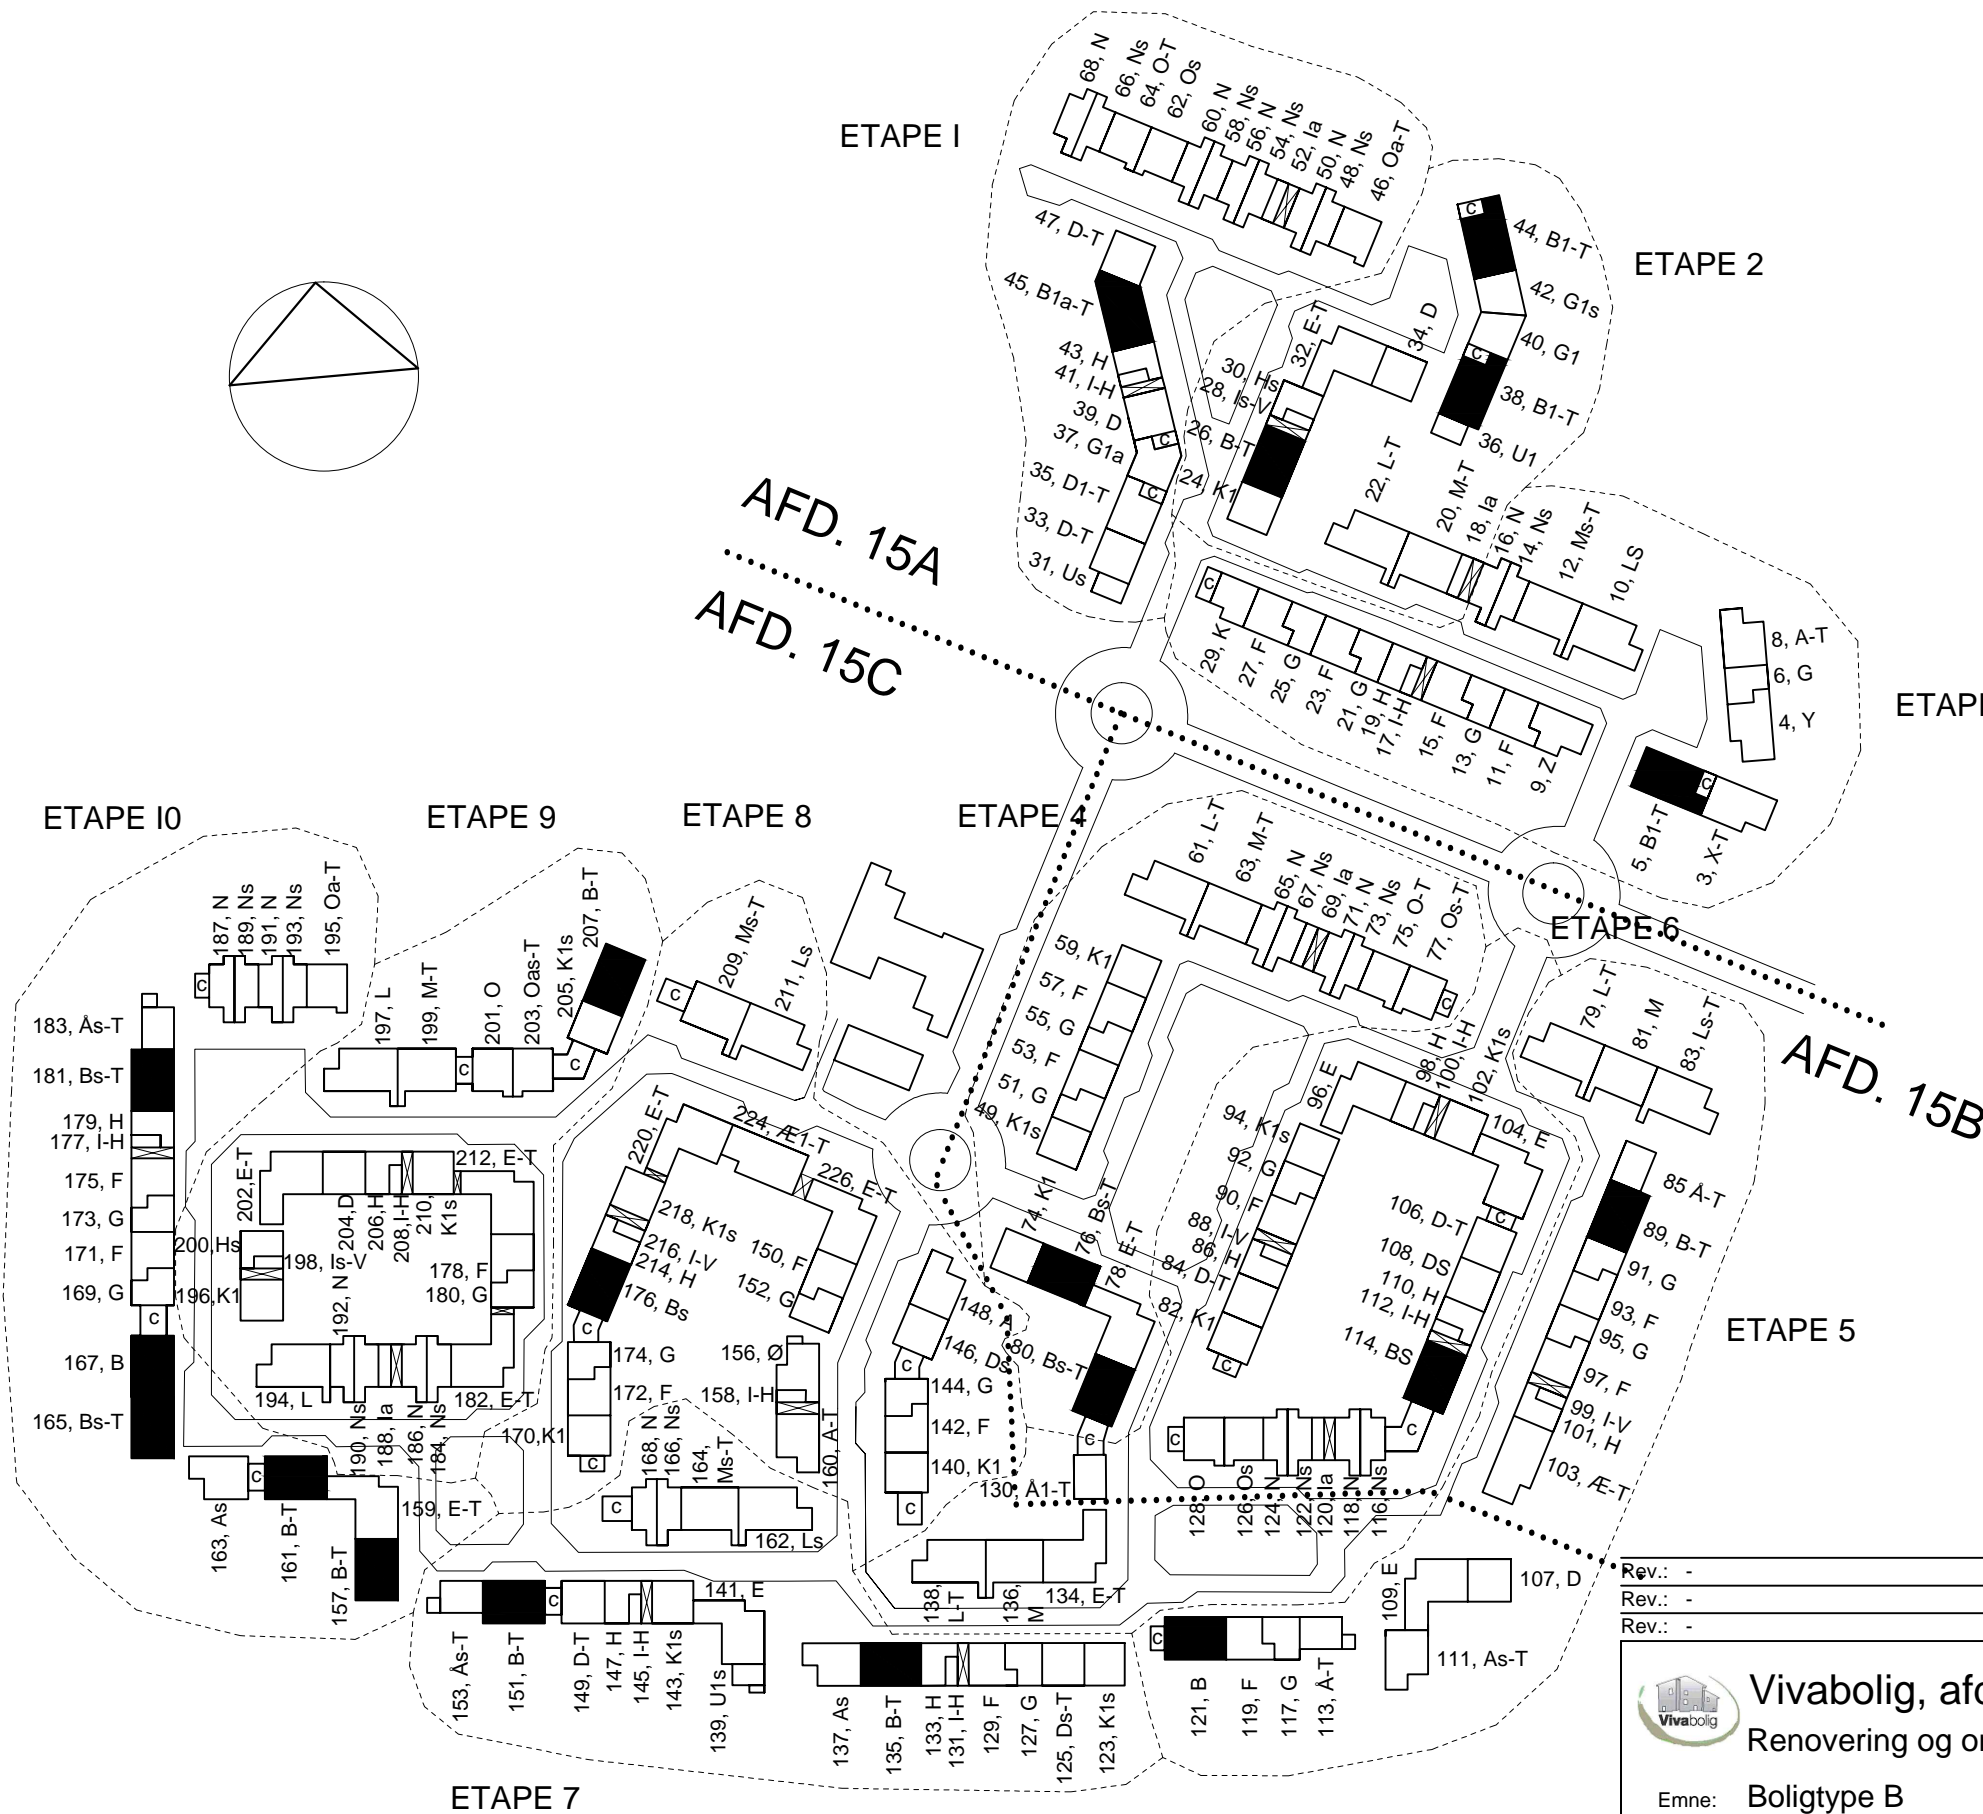 ETAPE I
68, N
66, Ns
64, O-T
62, Os
60, N
58, Ns
56, N
54, Ns
52, Ia
50, N
48, Ns
46, Oa-T
47, D-T
45, B1a-T
43, H
41, I-H
39, D
37, G1a
35, D1-T
33, D-T
31, Us
C
C
ETAPE 2
C
44, B1-T
42, G1s
40, G1
C
38, B1-T
36, U1
34, D
32, E-T
30, Hs
28, Is-V
26, B-T
24, K1
22, L-T
20, M-T
18, Ia
16, N
14, Ns
12, Ms-T
10, LS
AFD. 15A
AFD. 15C
C
29, K
27, F
25, G
23, F
21, G
19, H
17, I-H
15, F
13, G
11, F
9, Z
8, A-T
6, G
4, Y
ETAPE
C
5, B1-T
3, X-T
ETAPE I0
ETAPE 9
ETAPE 8
ETAPE 4
ETAPE 6
AFD. 15B
61, L-T
63, M-T
65, N
67, Ns
69, Ia
71, N
73, Ns
75, O-T
77, Os-T
C
59, K1
57, F
55, G
53, F
51, G
49, K1s
187, N
189, Ns
191, N
193, Ns
195, Oa-T
C
183, Ås-T
181, Bs-T
179, H
177, I-H
175, F
173, G
171, F
169, G
C
167, B
165, Bs-T
197, L
199, M-T
C
201, O
203, Oas-T
C
205, K1s
207, B-T
C
209, Ms-T
211, Ls
79, L-T
81, M
83, Ls-T
85 Å-T
89, B-T
91, G
93, F
95, G
97, F
99, I-V
101, H
103, Æ-T
ETAPE 5
202,E-T
204,D
206,H
208,I-H
210,
K1s
212, E-T
200,Hs
198, Is-V
196,K1
178, F
180, G
192, N
194, L
190, Ns
188, Ia
186, N
184, Ns
182, E-T
220, E-T
224, Æ1-T
226, E-T
218, K1s
216, I-V
214, H
176, Bs
150, F
152, G
C
174, G
172, F
170,K1
C
156, Ø
158, I-H
160, A-T
C
168, N
166, Ns
164,
Ms-T
162, Ls
148, A
146, Ds
C
144, G
142, F
140, K1
C
74, K1
76, Bs-T
78, E-T
80, Bs-T
C
130, Å1-T
138,
L-T
136,
M
134, E-T
96, E
98, H
100, I-H
102, K1s
104, E
C
94, K1s
92, G
90, F
88, I-V
86, H
84, D-T
82, K1
C
106, D-T
108, DS
110, H
112, I-H
114, BS
C
C
128, O
126, Os
124, N
122, Ns
120, Ia
118, N
116, Ns
163, As
C
161, B-T
159, E-T
157, B-T
153, Ås-T
151, B-T
C
149, D-T
147, H
145, I-H
143, K1s
141, E
139, U1s
137, As
135, B-T
133, H
131, I-H
129, F
127, G
125, Ds-T
123, K1s
C
121, B
119, F
117, G
113, Å-T
109, E
107, D
111, As-T
ETAPE 7
Rev.: -
Rev.: -
Rev.: -
Vivabolig
Vivabolig, afd
Renovering og o
Emne: Boligtype B